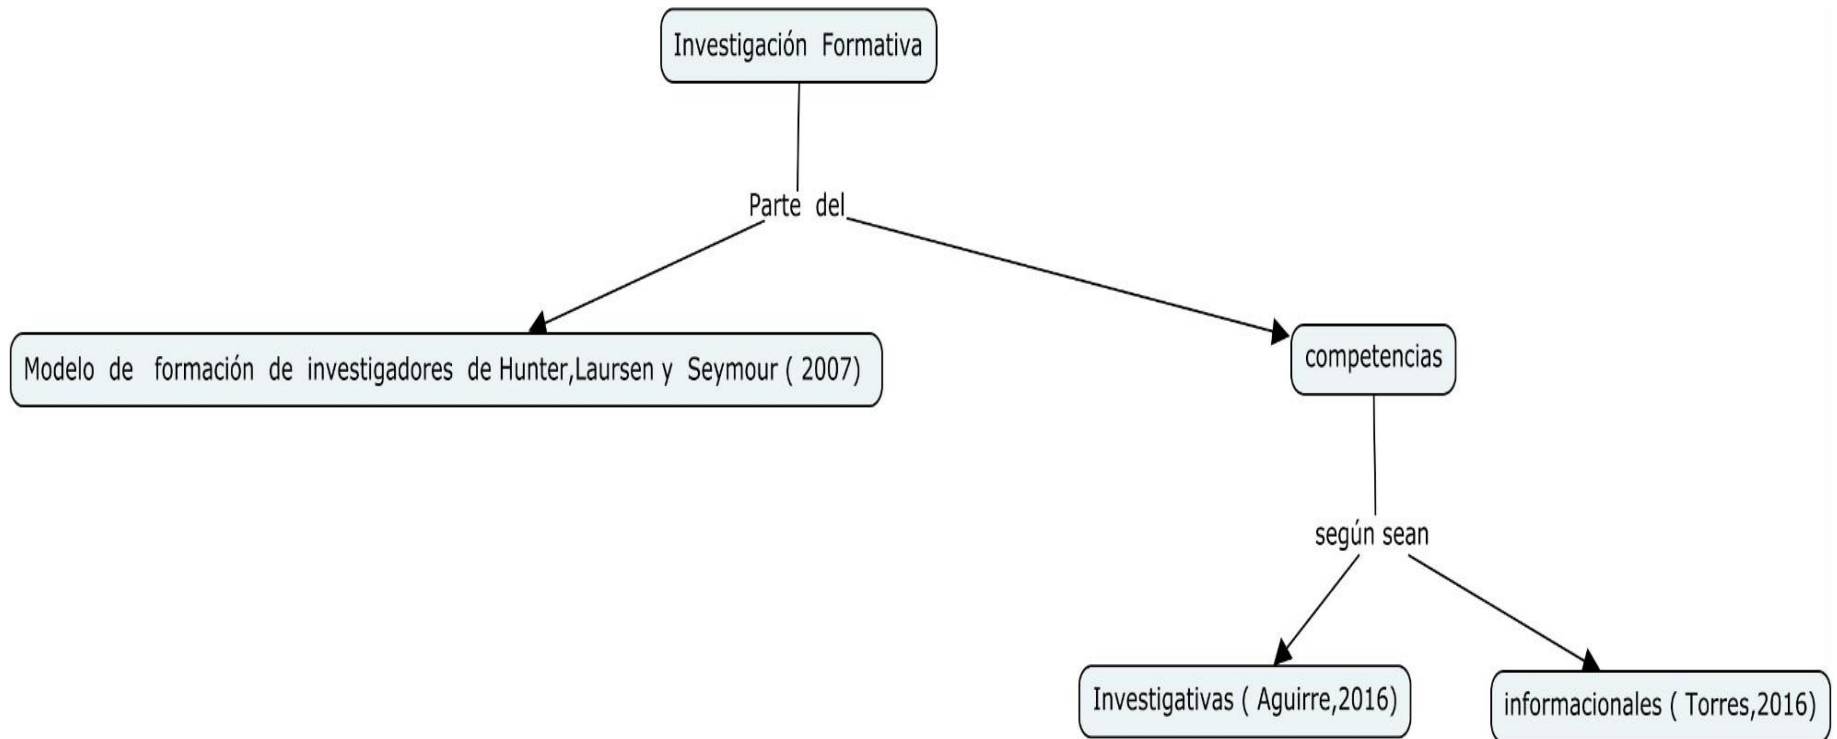 Investigación Formativa
Parte del
Modelo de formación de investigadores de Hunter,Laursen y Seymour ( 2007)
competencias
según sean
Investigativas ( Aguirre,2016)
informacionales ( Torres,2016)